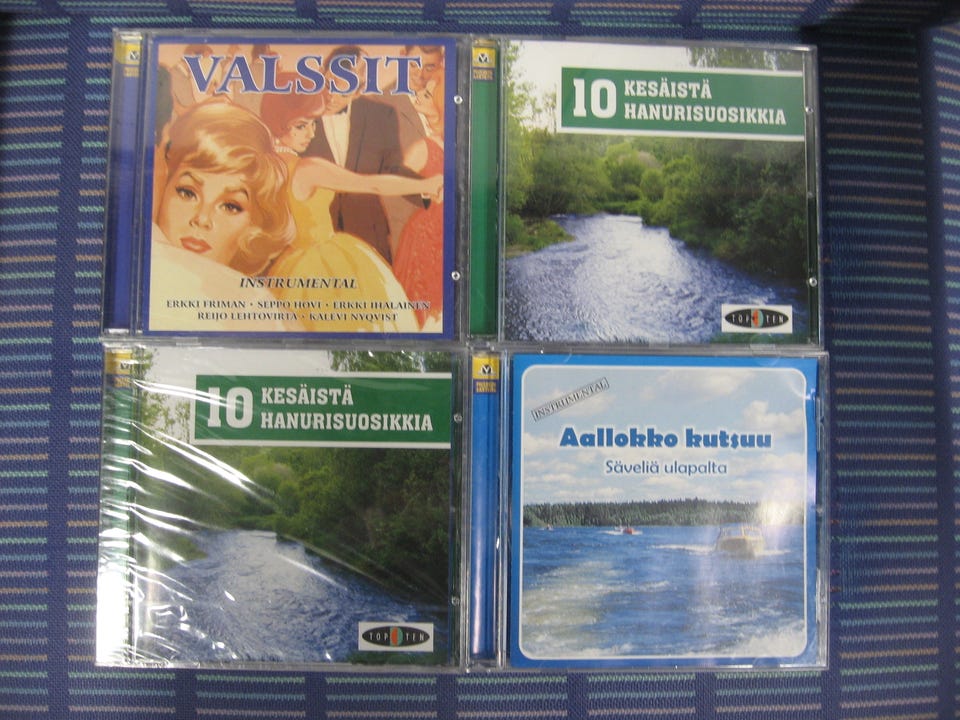 VALSSIT
INSTRUMENTAL
ERKKI FRIMAN • SEPPO HOVI • ERKKI IHALAINEN
REIJO LEHTOVIRTA • KALEVI NYQVIST
10 KESÄISTÄ
HANURISUOSIKKIA
TOP TEN
10 KESÄISTÄ
HANURISUOSIKKIA
TOP TEN
INSTRUMENTAL
Aallokko kutsuu
Säveliä ulapalta